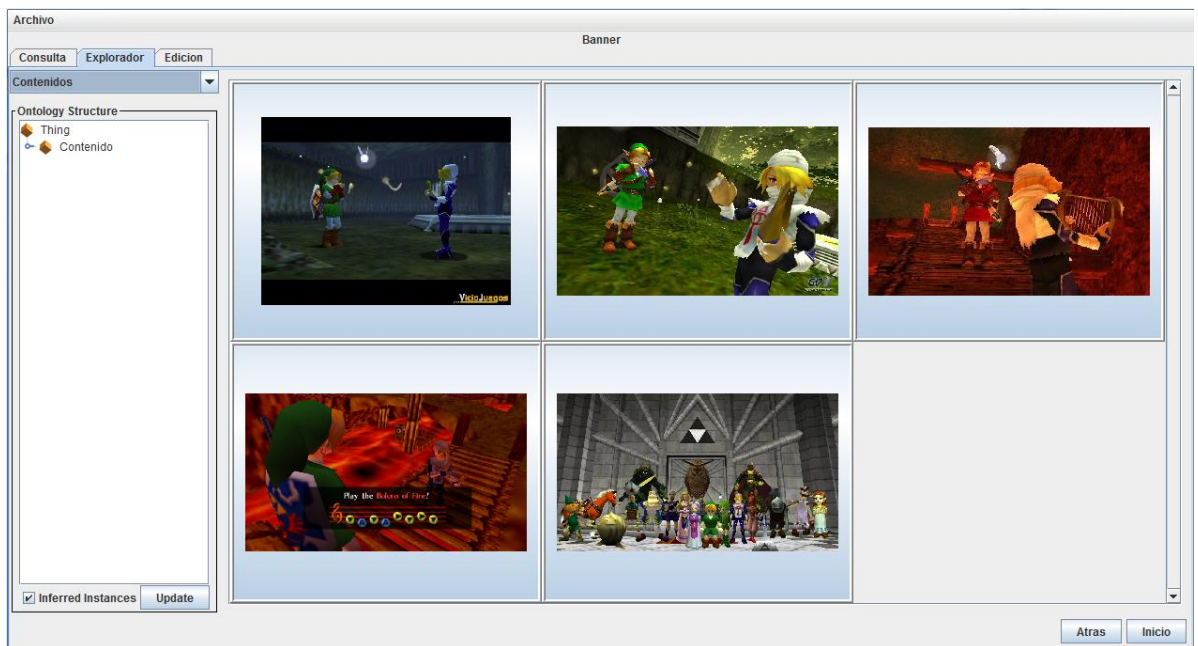 Archivo
Banner
Consulta Explorador Edicion
Contenidos
Ontology Structure
Thing
Contenido
VicioJuegos
Play the Bolero of Fire!
Inferred Instances Update
Atras Inicio